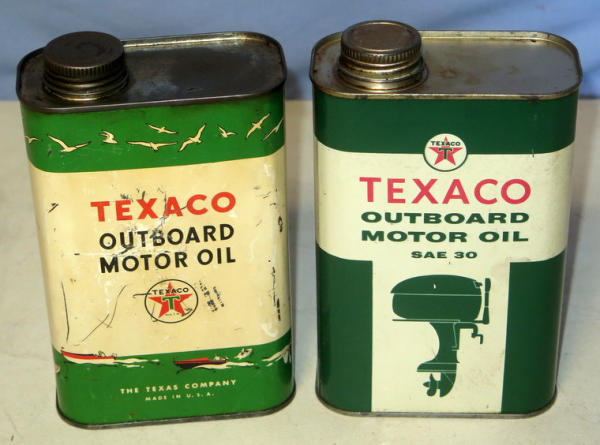 TEXACO
OUTBOARD
MOTOR OIL
TEXACO
T
THE TEXAS COMPANY
MADE IN U.S.A.
TEXACO
T
TEXACO
OUTBOARD
MOTOR OIL
SAE 30